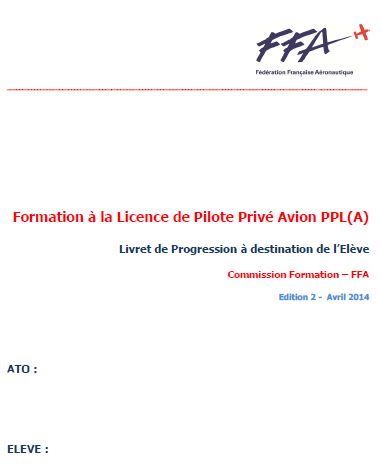 FFA
Fédération Française Aéronautique
Formation à la Licence de Pilote Privé Avion PPL(A)
Livret de Progression à destination de l'Elève
Commission Formation – FFA
Edition 2 - Avril 2014
ATO :
ELEVE :